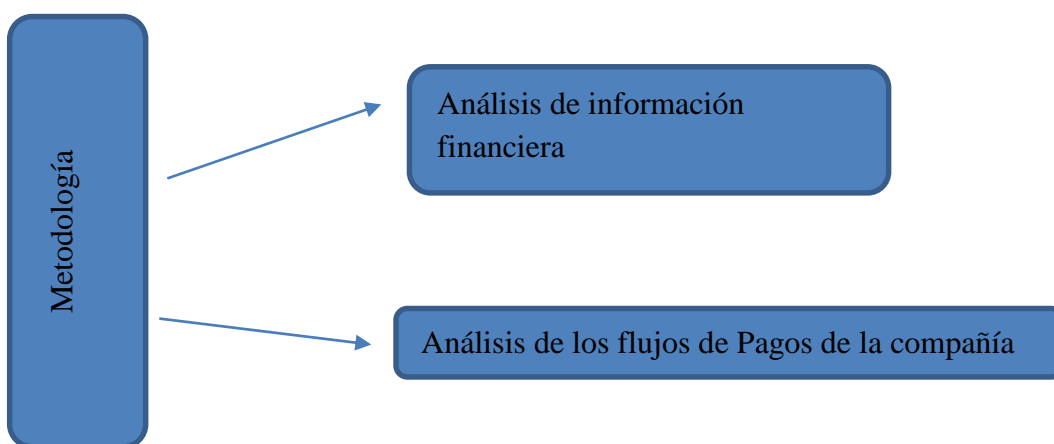 Metodología
Análisis de información
financiera
Análisis de los flujos de Pagos de la compañía